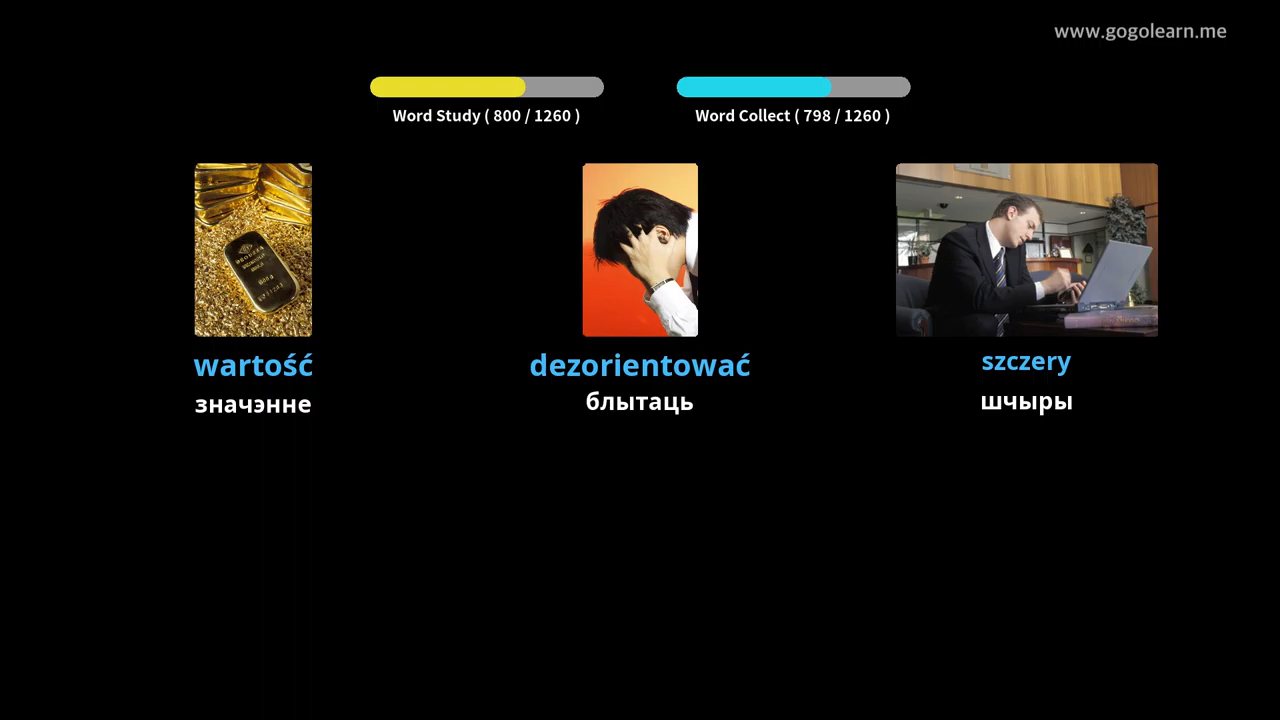 www.gogolearn.me
Word Study ( 800 / 1260 )
Word Collect ( 798 / 1260 )
wartość
значэнне
dezorientować
блытаць
szczery
шчыры